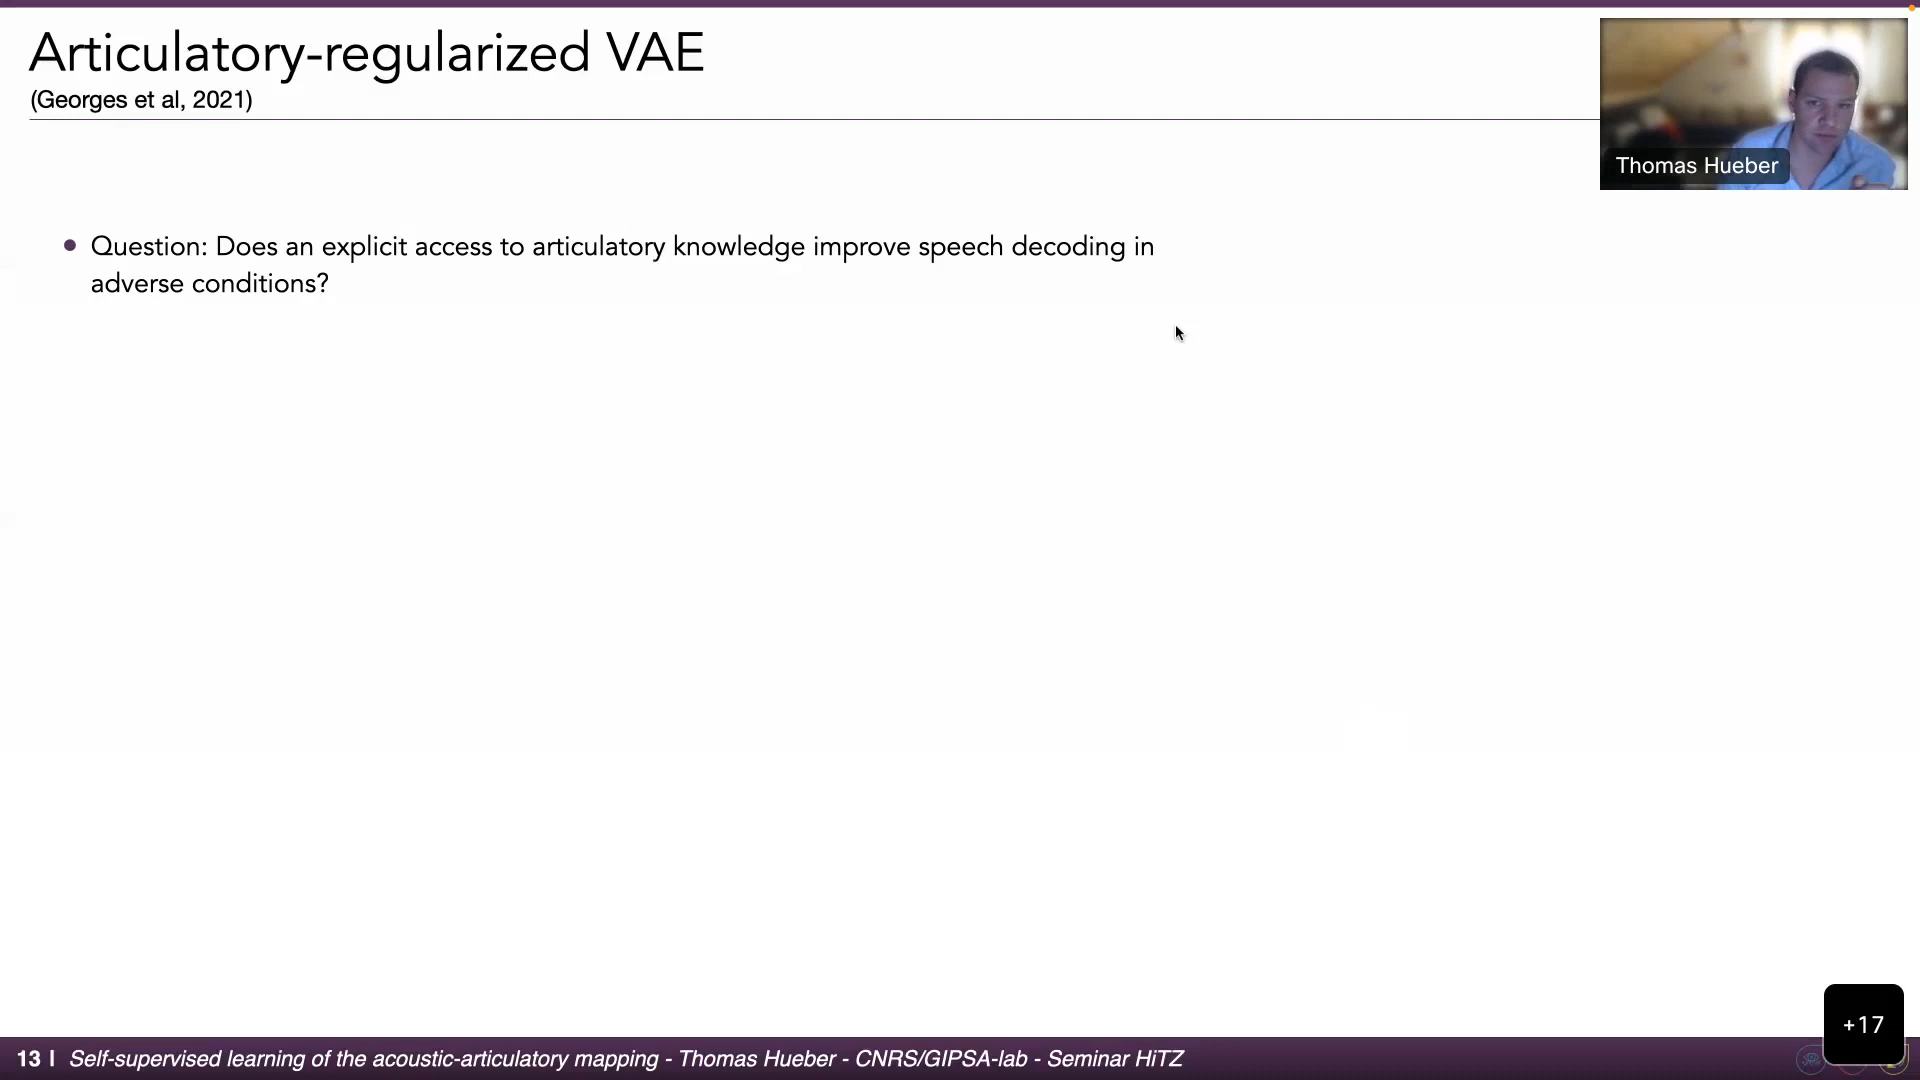 Articulatory-regularized VAE
(Georges et al, 2021)
Thomas Hueber
• Question: Does an explicit access to articulatory knowledge improve speech decoding in
adverse conditions?
+17
13 | Self-supervised learning of the acoustic-articulatory mapping - Thomas Hueber - CNRS/GIPSA-lab - Seminar HiTZ